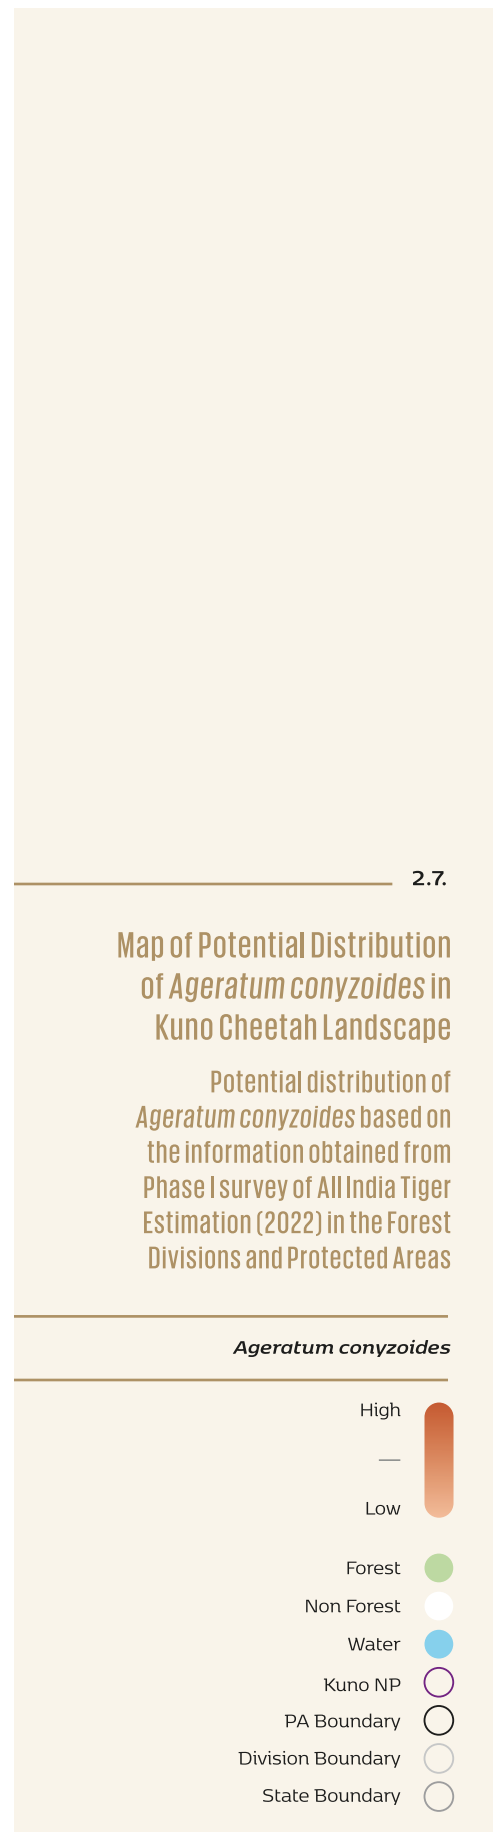 2.7.
Map of Potential Distribution
of Ageratum conyzoides in
Kuno Cheetah Landscape
Potential distribution of
Ageratum conyzoides based on
the information obtained from
Phase I survey of All India Tiger
Estimation (2022) in the Forest
Divisions and Protected Areas
Ageratum conyzoides
High
—
Low
Forest
Non Forest
Water
Kuno NP
PA Boundary
Division Boundary
State Boundary